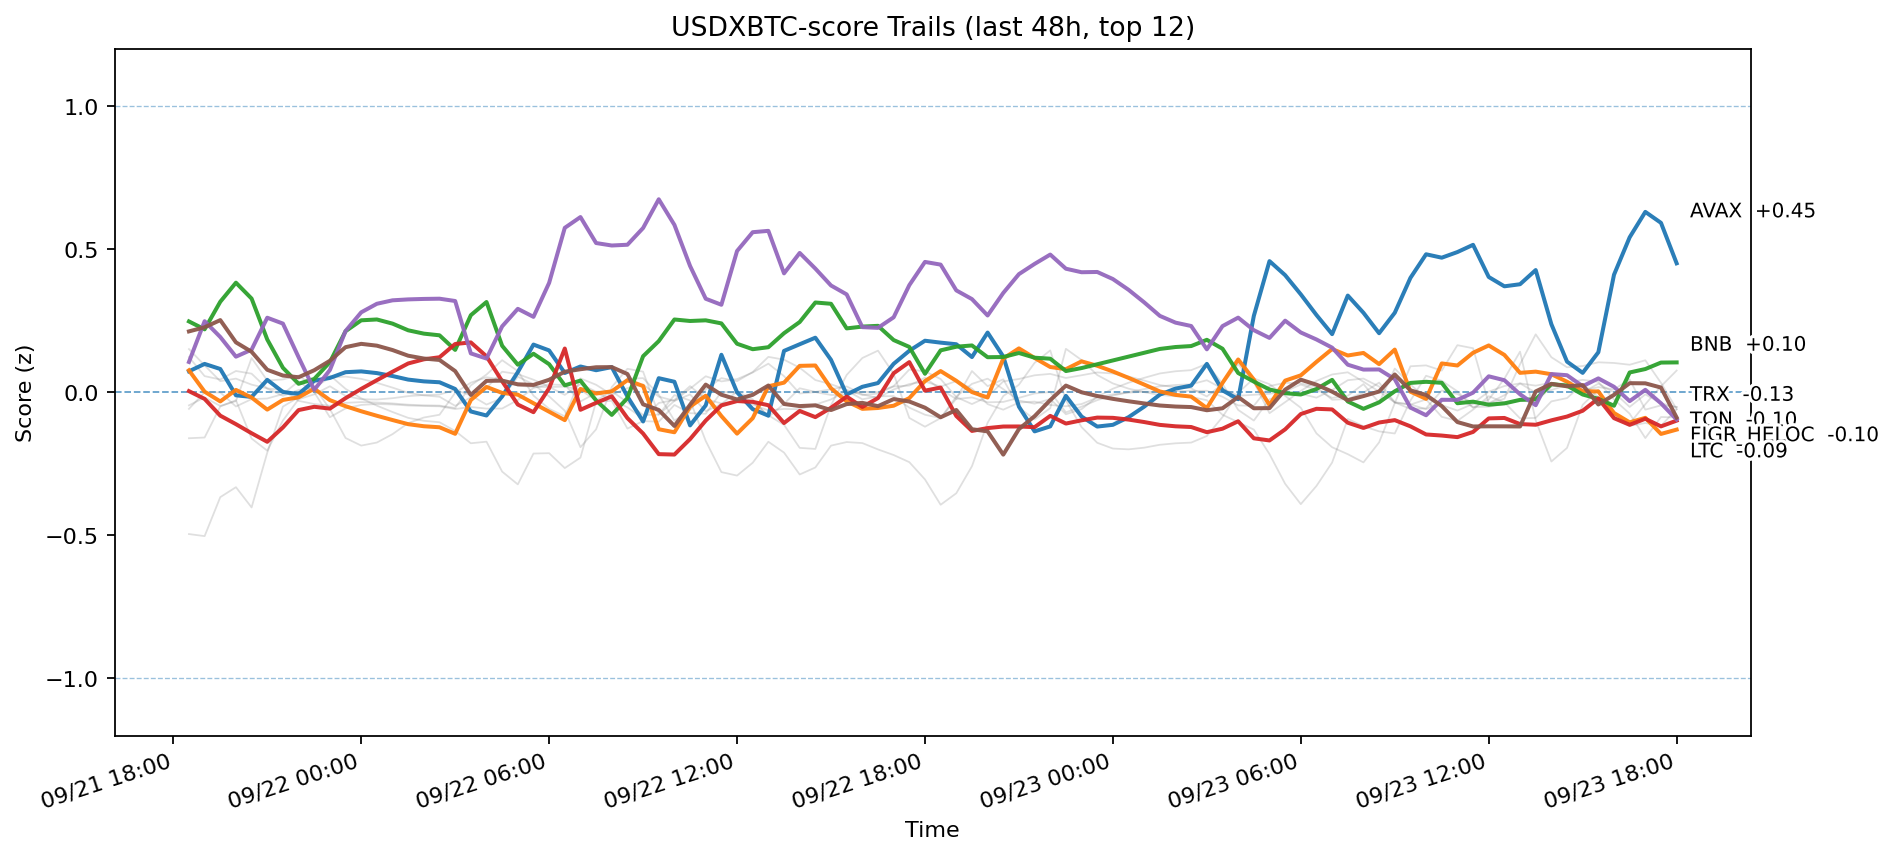 USDXBTC-score Trails (last 48h, top 12)
Score (z)
1.0
0.5
0.0
−0.5
−1.0
AVAX +0.45
BNB +0.10
TRX -0.13
TON -0.10
FIGR_HELOC -0.10
LTC -0.09
09/21 18:00
09/22 00:00
09/22 06:00
09/22 12:00
09/22 18:00
09/23 00:00
09/23 06:00
09/23 12:00
09/23 18:00
Time